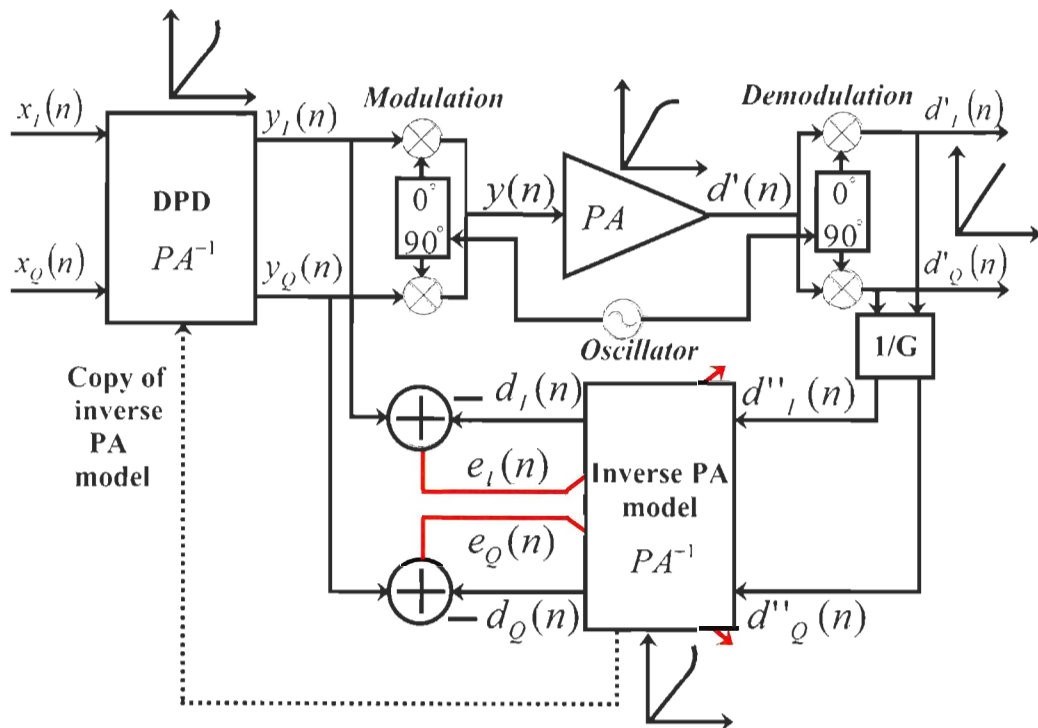 Modulation
Demodulation
x_I(n)
y_I(n)
d'_I(n)
DPD
PA⁻¹
0°
90°
y(n)
PA
d'(n)
0°
90°
x_Q(n)
y_Q(n)
d'_Q(n)
Oscillator
1/G
Copy of
inverse
PA
model
− d_I(n)
d''_I(n)
+
e_I(n)
Inverse PA
model
PA⁻¹
e_Q(n)
+
− d_Q(n)
d''_Q(n)